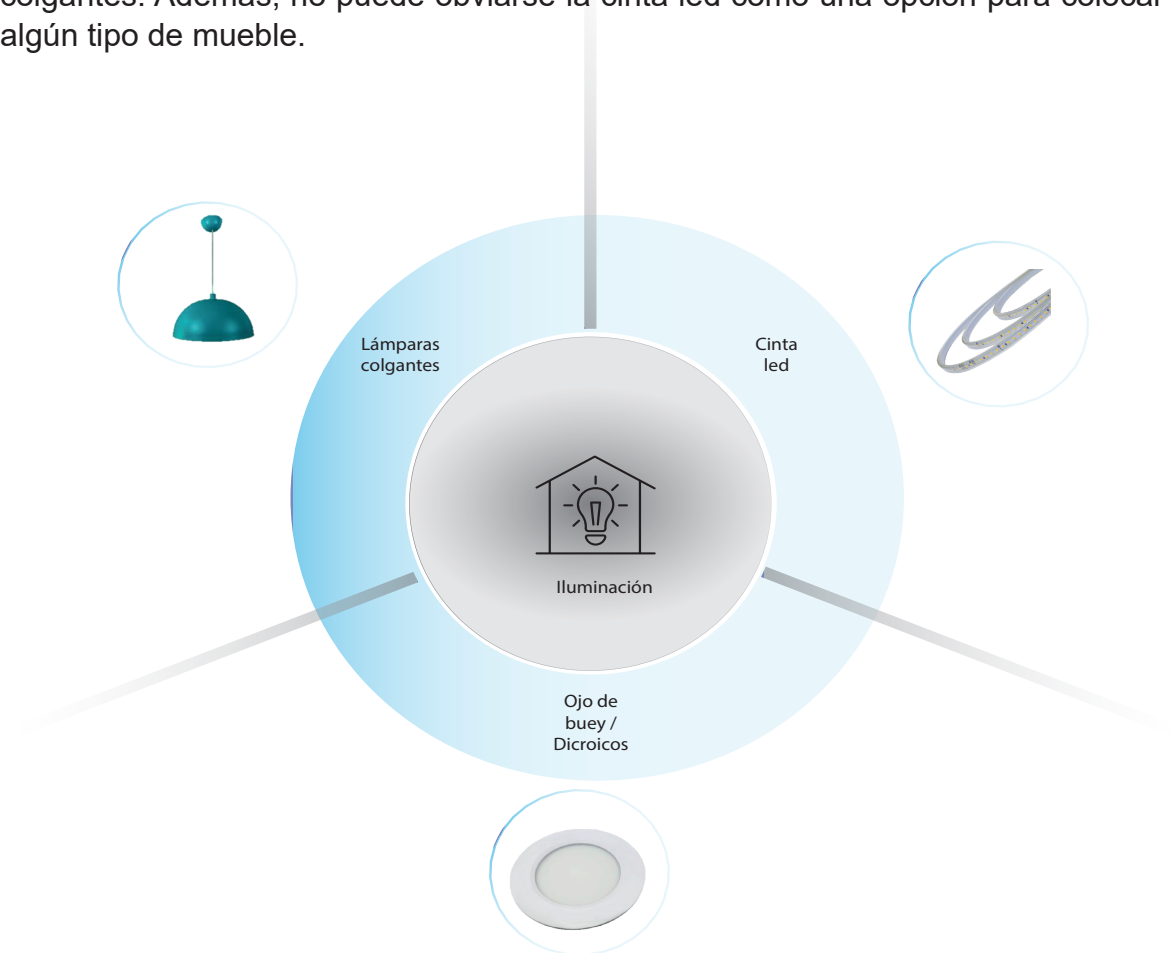 colgantes. Además, no puede obviarse la cinta led como una opción para colocar
algún tipo de mueble.
Lámparas
colgantes
Cinta
led
Iluminación
Ojo de
buey /
Dicroicos